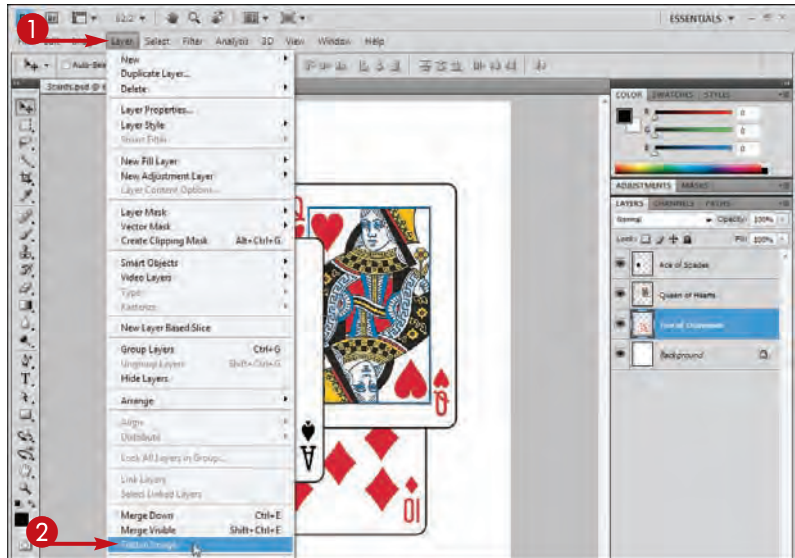 1
62.2
ESSENTIALS
Layer Select Filter Analysis 3D View Window Help
New
Duplicate Layer...
Delete
Layer Properties...
Layer Style
Smart Filter
New Fill Layer
New Adjustment Layer
Layer Content Options...
Layer Mask
Vector Mask
Create Clipping Mask Alt+Ctrl+G
Smart Objects
Video Layers
Type
Rasterize
New Layer Based Slice
Group Layers Ctrl+G
Ungroup Layers Shift+Ctrl+G
Hide Layers
Arrange
Align
Distribute
Lock All Layers in Group...
Link Layers
Select Linked Layers
Merge Down Ctrl+E
Merge Visible Shift+Ctrl+E
2
Flatten Image
Q
Q
A
10
COLOR SWATCHES STYLES
R 0
G 0
B 0
ADJUSTMENTS MASKS
LAYERS CHANNELS PATHS
Normal Opacity: 100%
Lock: Fill: 100%
Ace of Spades
Queen of Hearts
Ten of Diamonds
Background